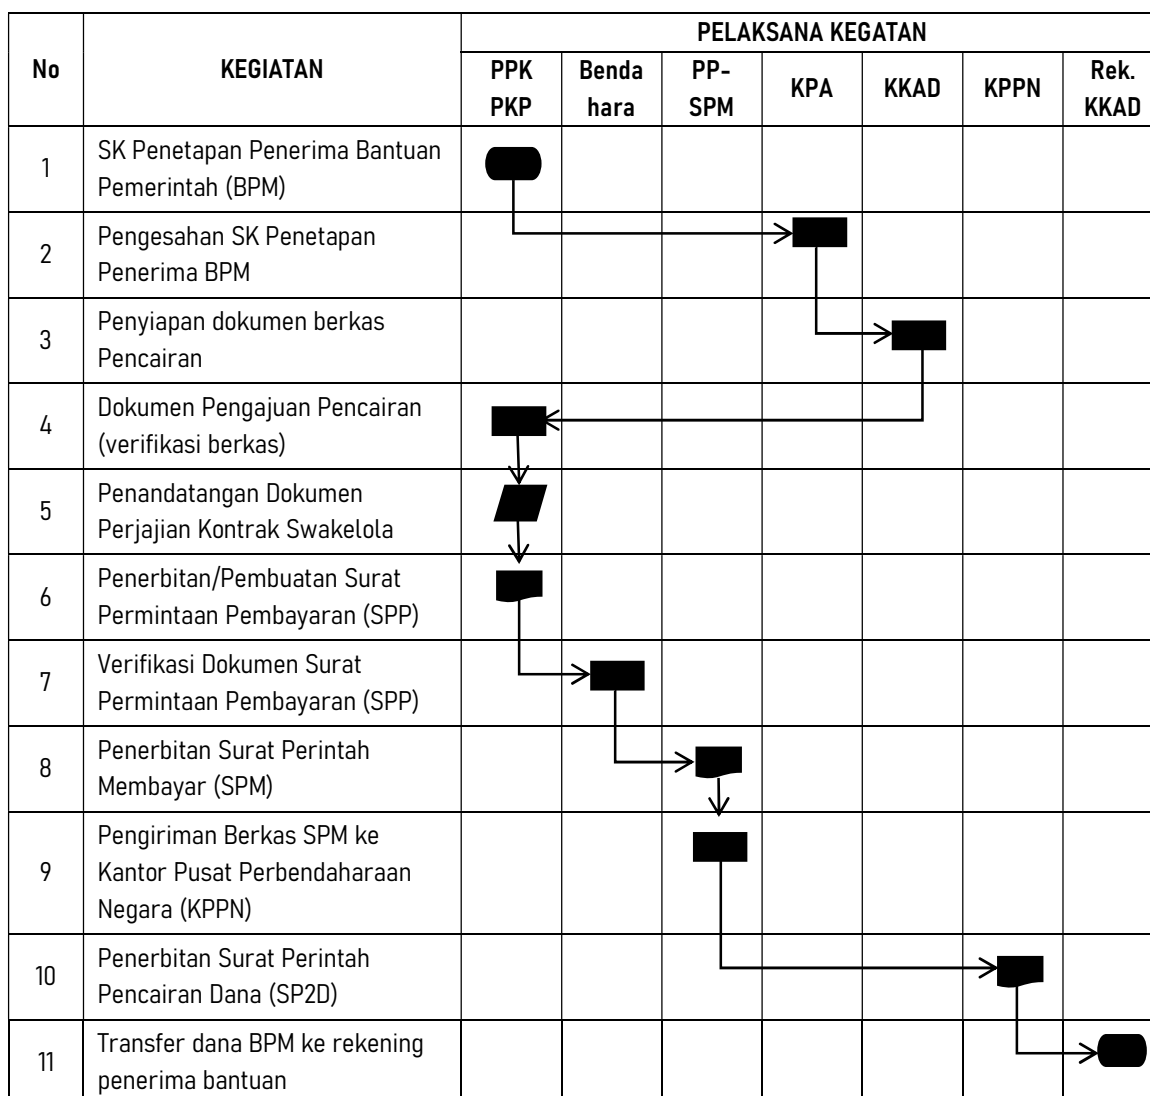 No
KEGIATAN
PELAKSANA KEGATAN
PPK
PKP
Benda
hara
PP-
SPM
KPA
KKAD
KPPN
Rek.
KKAD
1
SK Penetapan Penerima Bantuan
Pemerintah (BPM)
2
Pengesahan SK Penetapan
Penerima BPM
3
Penyiapan dokumen berkas
Pencairan
4
Dokumen Pengajuan Pencairan
(verifikasi berkas)
5
Penandatangan Dokumen
Perjajian Kontrak Swakelola
6
Penerbitan/Pembuatan Surat
Permintaan Pembayaran (SPP)
7
Verifikasi Dokumen Surat
Permintaan Pembayaran (SPP)
8
Penerbitan Surat Perintah
Membayar (SPM)
9
Pengiriman Berkas SPM ke
Kantor Pusat Perbendaharaan
Negara (KPPN)
10
Penerbitan Surat Perintah
Pencairan Dana (SP2D)
11
Transfer dana BPM ke rekening
penerima bantuan